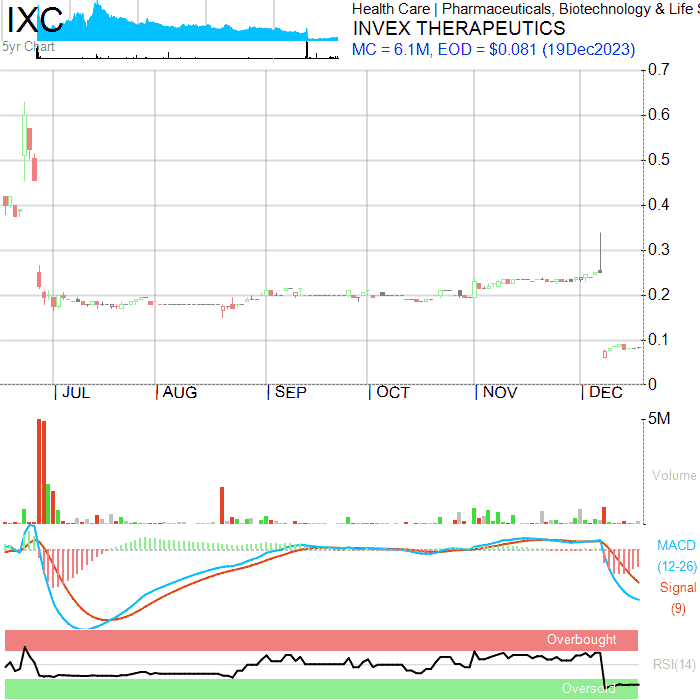 IXC
5yr Chart
Health Care | Pharmaceuticals, Biotechnology & Life S
INVEX THERAPEUTICS
MC = 6.1M, EOD = $0.081 (19Dec2023)
0.7
0.6
0.5
0.4
0.3
0.2
0.1
0
JUL AUG SEP OCT NOV DEC
5M
Volume
MACD
(12-26)
Signal
(9)
Overbought
RSI(14)
Oversold